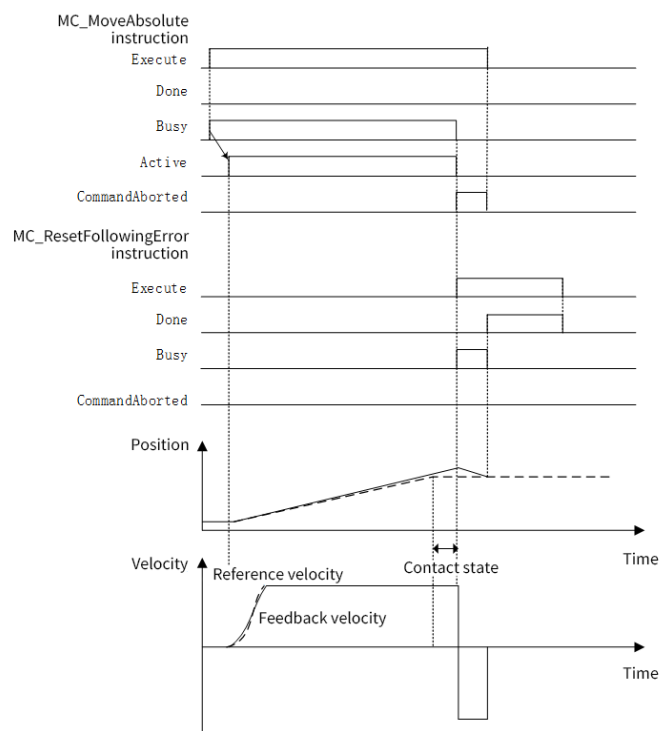 MC_MoveAbsolute
instruction
Execute
Done
Busy
Active
CommandAborted
MC_ResetFollowingError
instruction
Execute
Done
Busy
CommandAborted
Position
Time
Contact state
Velocity
Reference velocity
Feedback velocity
Time